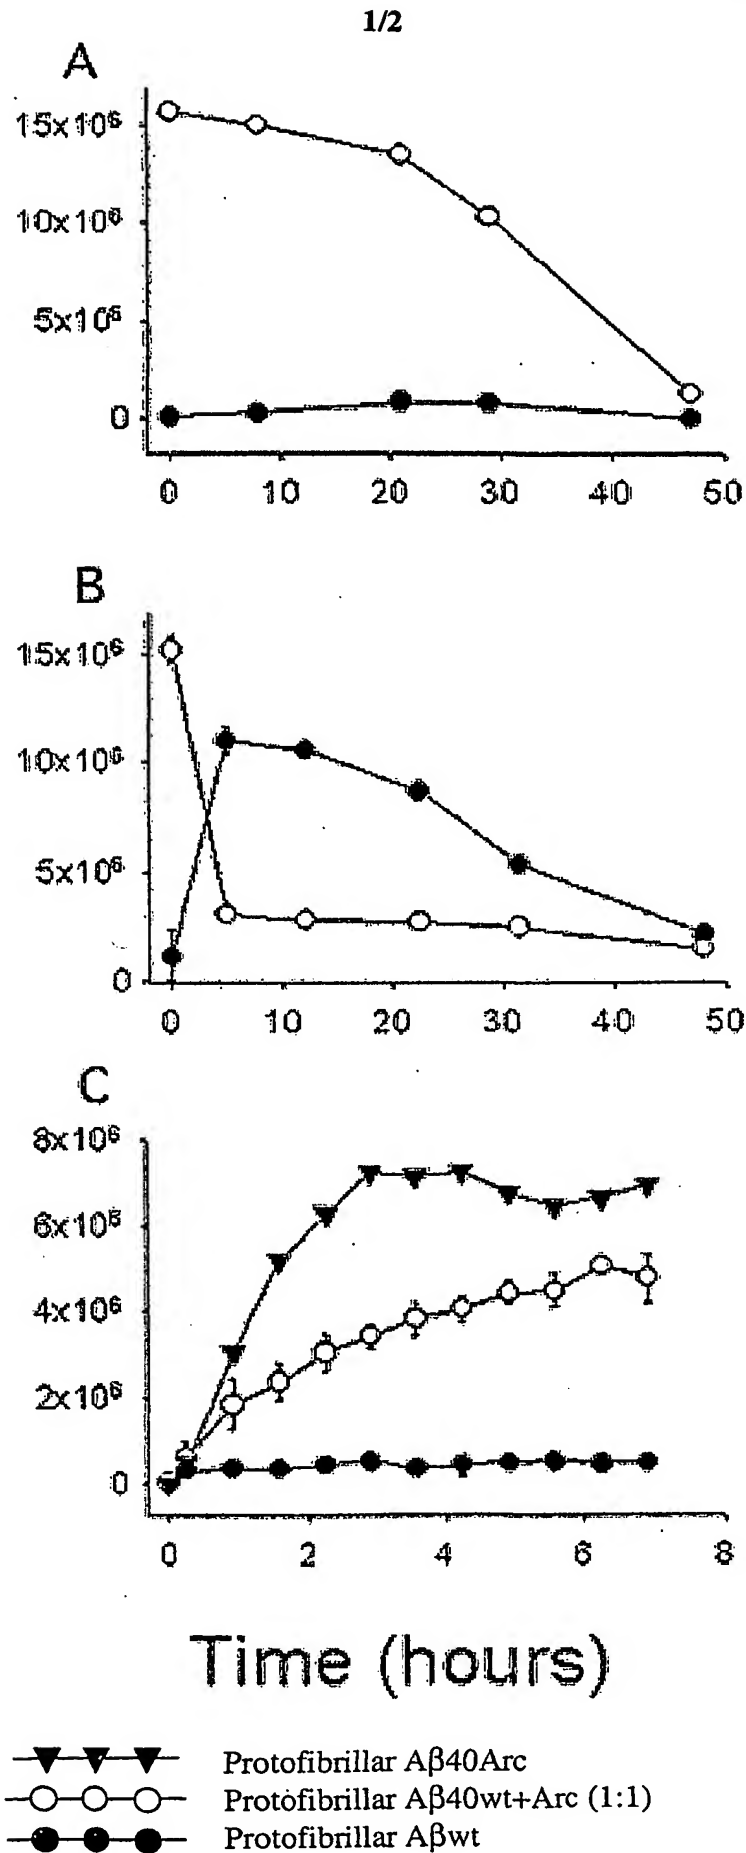 1/2
A
15x10⁶
10x10⁶
5x10⁶
0
0 10 20 30 40 50
B
15x10⁶
10x10⁶
5x10⁶
0
0 10 20 30 40 50
C
8x10⁶
6x10⁶
4x10⁶
2x10⁶
0
0 2 4 6 8
Time (hours)
Protofibrillar Aβ40Arc
Protofibrillar Aβ40wt+Arc (1:1)
Protofibrillar Aβwt